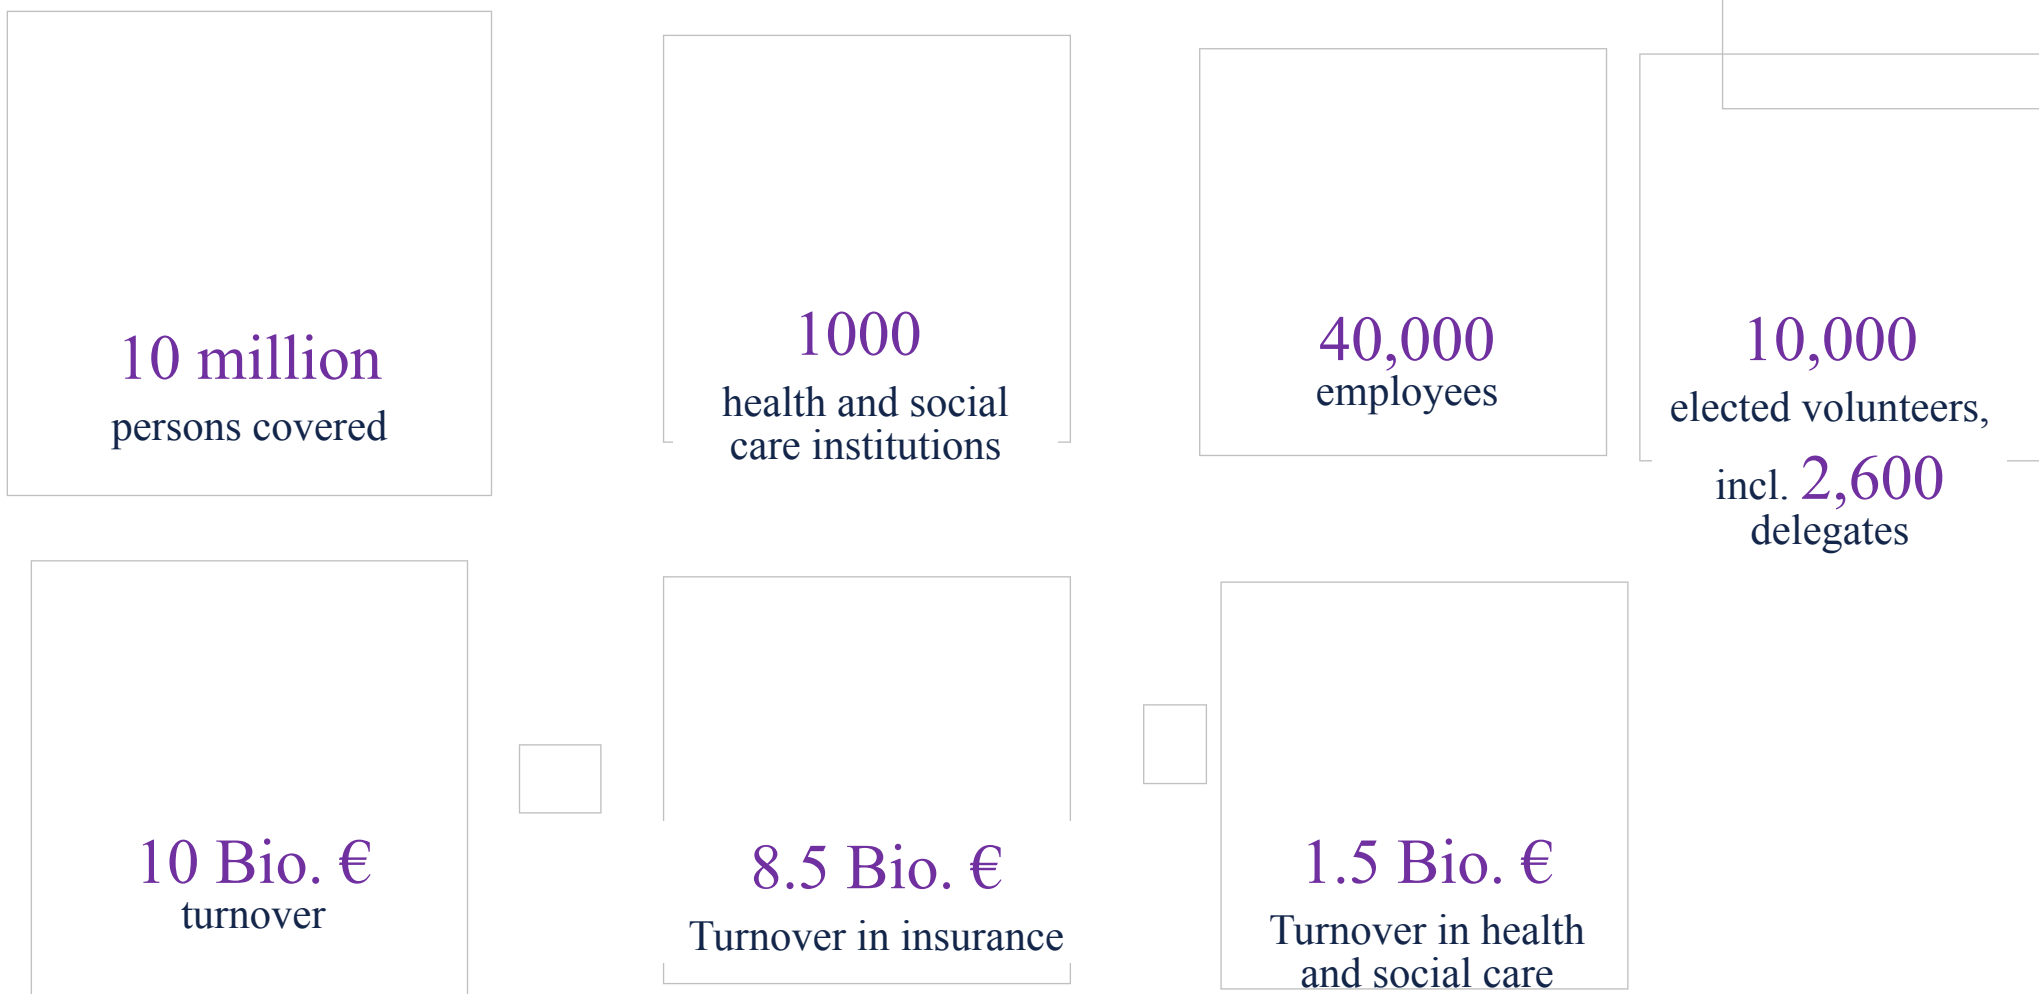 10 million
persons covered
1000
health and social
care institutions
40,000
employees
10,000
elected volunteers,
incl. 2,600
delegates
10 Bio. €
turnover
8.5 Bio. €
Turnover in insurance
1.5 Bio. €
Turnover in health
and social care